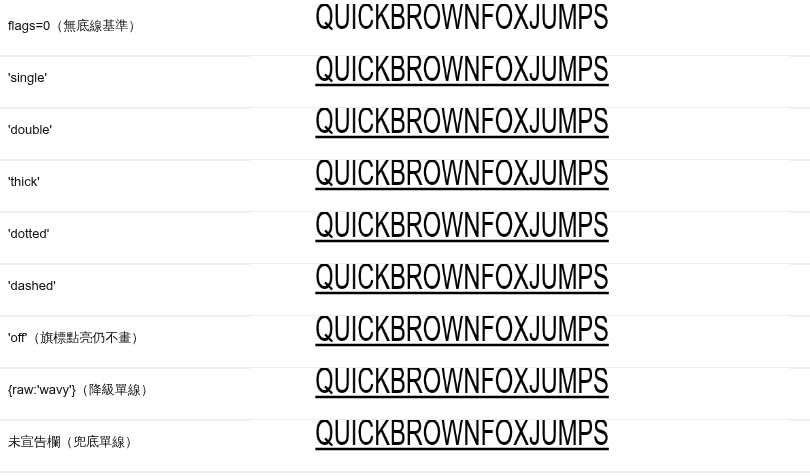 flags=0（無底線基準） QUICKBROWNFOXJUMPS
'single' QUICKBROWNFOXJUMPS
'double' QUICKBROWNFOXJUMPS
'thick' QUICKBROWNFOXJUMPS
'dotted' QUICKBROWNFOXJUMPS
'dashed' QUICKBROWNFOXJUMPS
'off'（旗標點亮仍不畫） QUICKBROWNFOXJUMPS
{raw:'wavy'}（降級單線） QUICKBROWNFOXJUMPS
未宣告欄（兜底單線） QUICKBROWNFOXJUMPS